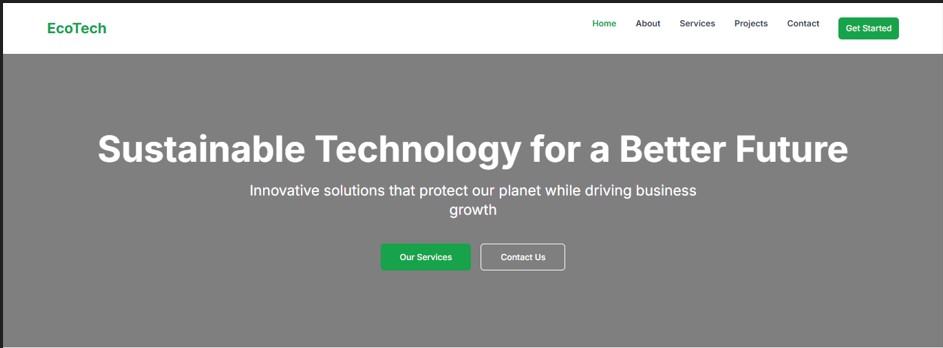 EcoTech
Home About Services Projects Contact Get Started
Sustainable Technology for a Better Future
Innovative solutions that protect our planet while driving business
growth
Our Services Contact Us